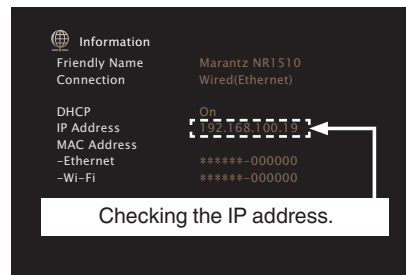 Information
Friendly Name Marantz NR1510
Connection Wired(Ethernet)
DHCP On
IP Address 192.168.100.19
MAC Address
-Ethernet ******-000000
-Wi-Fi ******-000000
Checking the IP address.